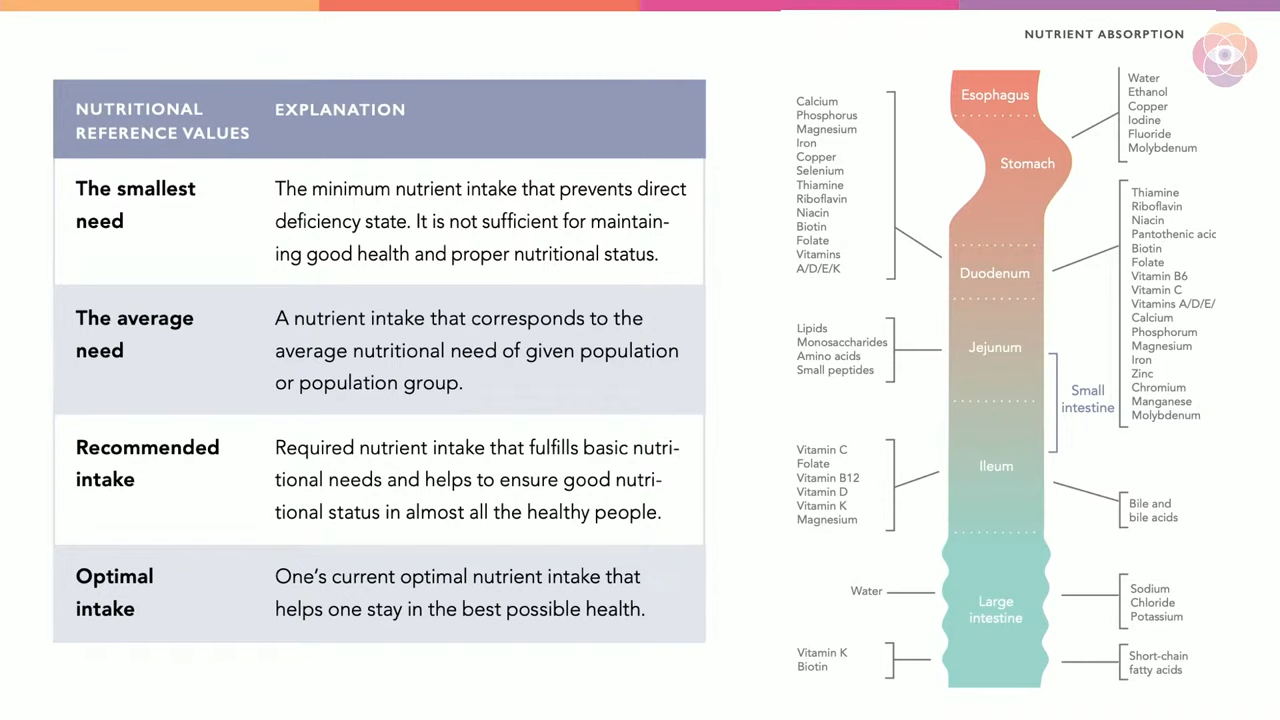 NUTRIENT ABSORPTION
NUTRITIONAL
REFERENCE VALUES
EXPLANATION
The smallest
need
The minimum nutrient intake that prevents direct
deficiency state. It is not sufficient for maintain-
ing good health and proper nutritional status.
The average
need
A nutrient intake that corresponds to the
average nutritional need of given population
or population group.
Recommended
intake
Required nutrient intake that fulfills basic nutri-
tional needs and helps to ensure good nutri-
tional status in almost all the healthy people.
Optimal
intake
One's current optimal nutrient intake that
helps one stay in the best possible health.
Calcium
Phosphorus
Magnesium
Iron
Copper
Selenium
Thiamine
Riboflavin
Niacin
Biotin
Folate
Vitamins
A/D/E/K
Lipids
Monosaccharides
Amino acids
Small peptides
Vitamin C
Folate
Vitamin B12
Vitamin D
Vitamin K
Magnesium
Water
Vitamin K
Biotin
Esophagus
Stomach
Duodenum
Jejunum
Ileum
Large
intestine
Small
intestine
Water
Ethanol
Copper
Iodine
Fluoride
Molybdenum
Thiamine
Riboflavin
Niacin
Pantothenic acic
Biotin
Folate
Vitamin B6
Vitamin C
Vitamins A/D/E/
Calcium
Phosphorum
Magnesium
Iron
Zinc
Chromium
Manganese
Molybdenum
Bile and
bile acids
Sodium
Chloride
Potassium
Short-chain
fatty acids